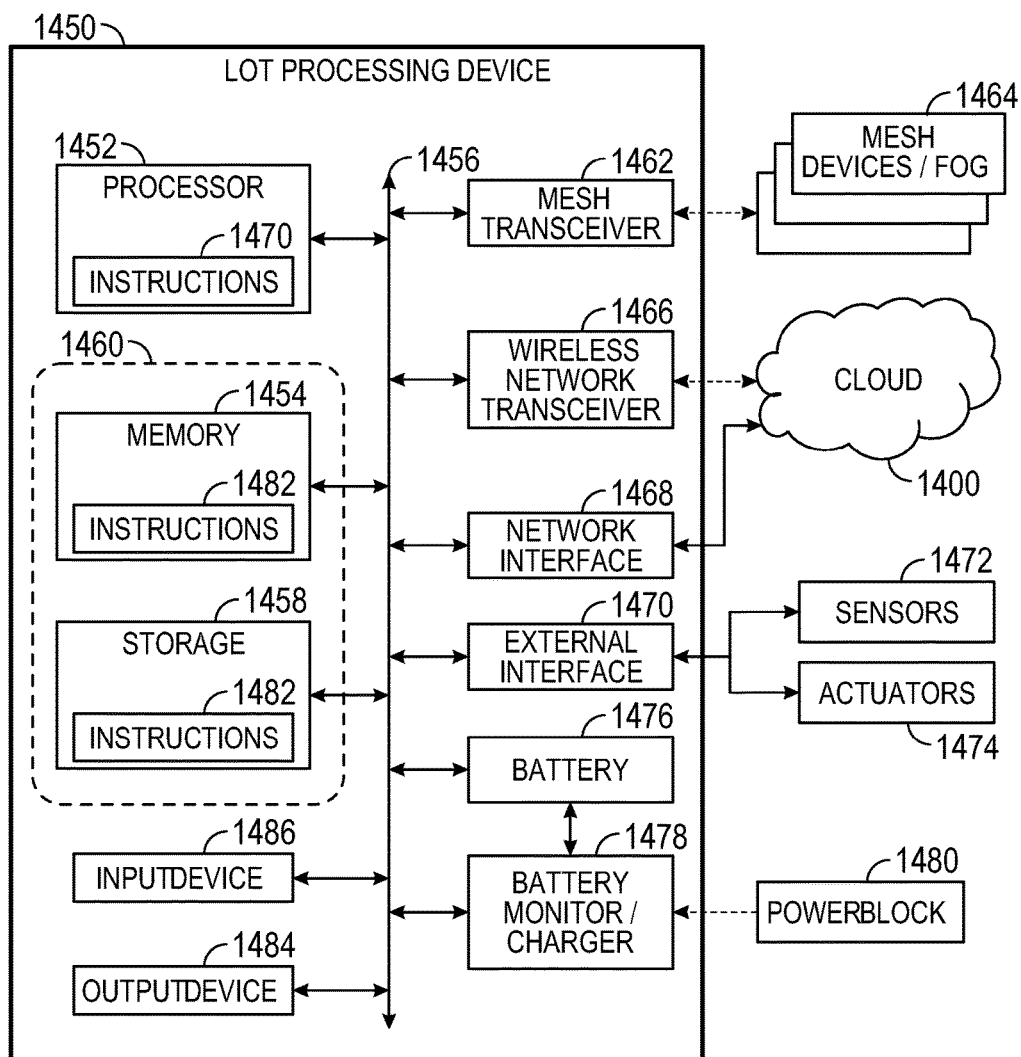 1450
LOT PROCESSING DEVICE
1452
PROCESSOR
1470
INSTRUCTIONS
1456
1462
MESH
TRANSCEIVER
1464
MESH
DEVICES / FOG
1460
1454
MEMORY
1482
INSTRUCTIONS
1466
WIRELESS
NETWORK
TRANSCEIVER
CLOUD
1400
1468
NETWORK
INTERFACE
1458
STORAGE
1482
INSTRUCTIONS
1470
EXTERNAL
INTERFACE
1472
SENSORS
ACTUATORS
1474
1476
BATTERY
1486
INPUTDEVICE
1478
BATTERY
MONITOR /
CHARGER
1480
POWERBLOCK
1484
OUTPUTDEVICE